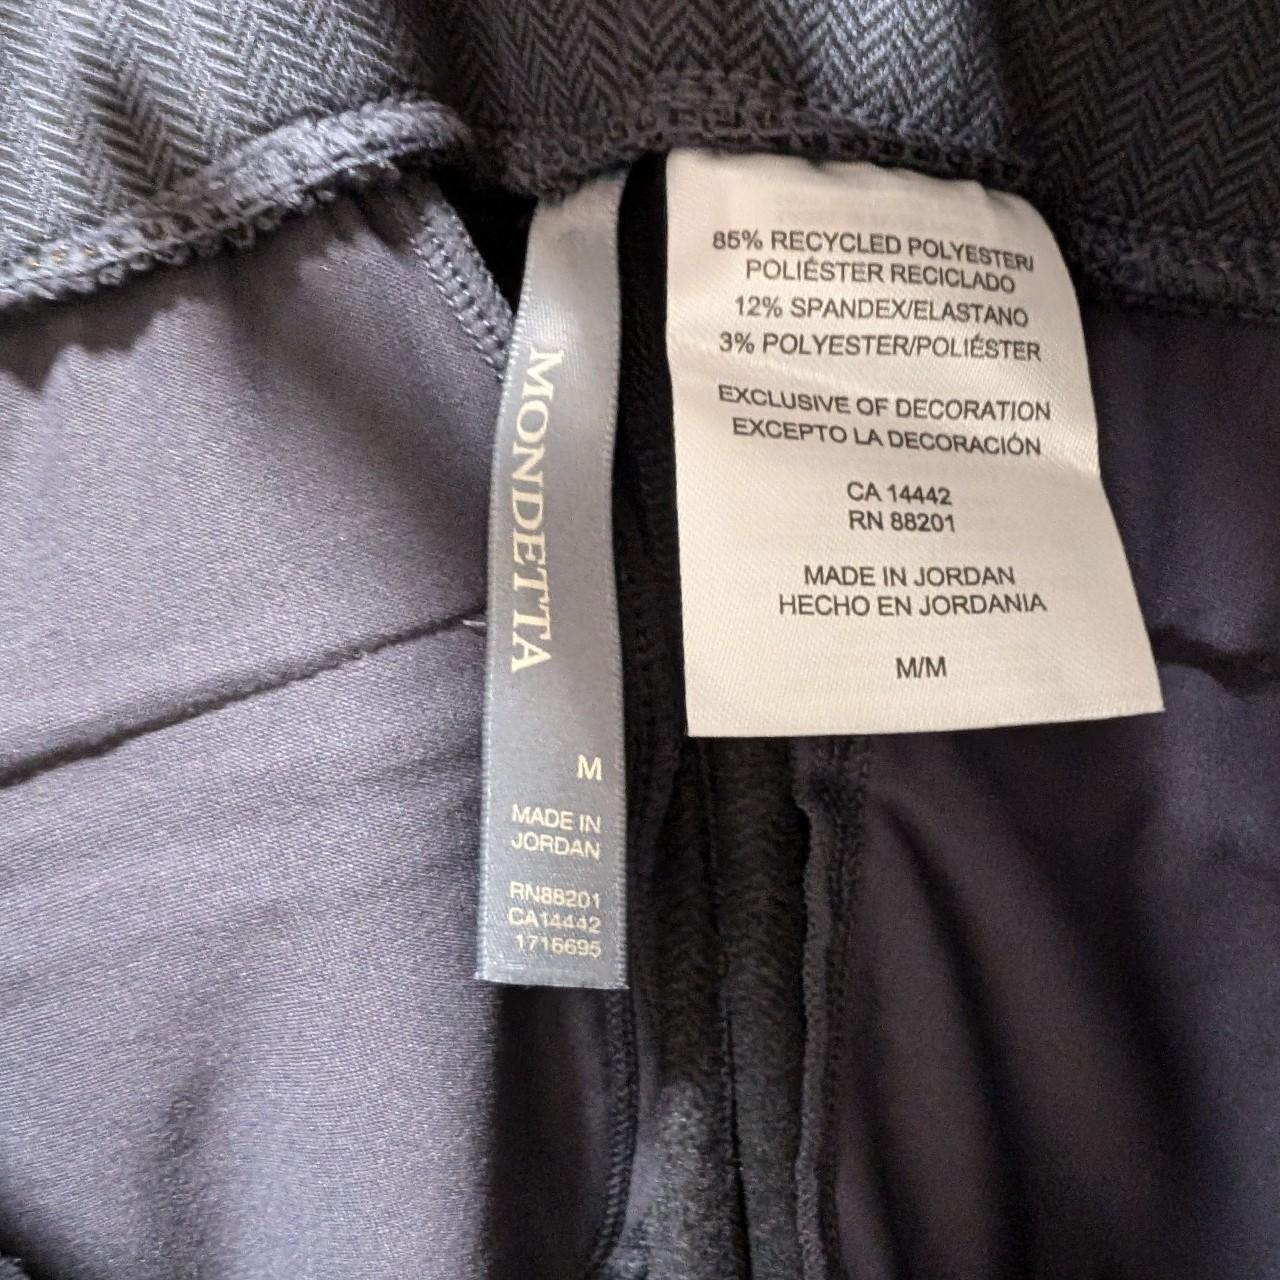 MONDETTA
M
MADE IN
JORDAN
RN88201
CA14442
1716695
85% RECYCLED POLYESTER/
POLIÉSTER RECICLADO
12% SPANDEX/ELASTANO
3% POLYESTER/POLIÉSTER
EXCLUSIVE OF DECORATION
EXCEPTO LA DECORACIÓN
CA 14442
RN 88201
MADE IN JORDAN
HECHO EN JORDANIA
M/M